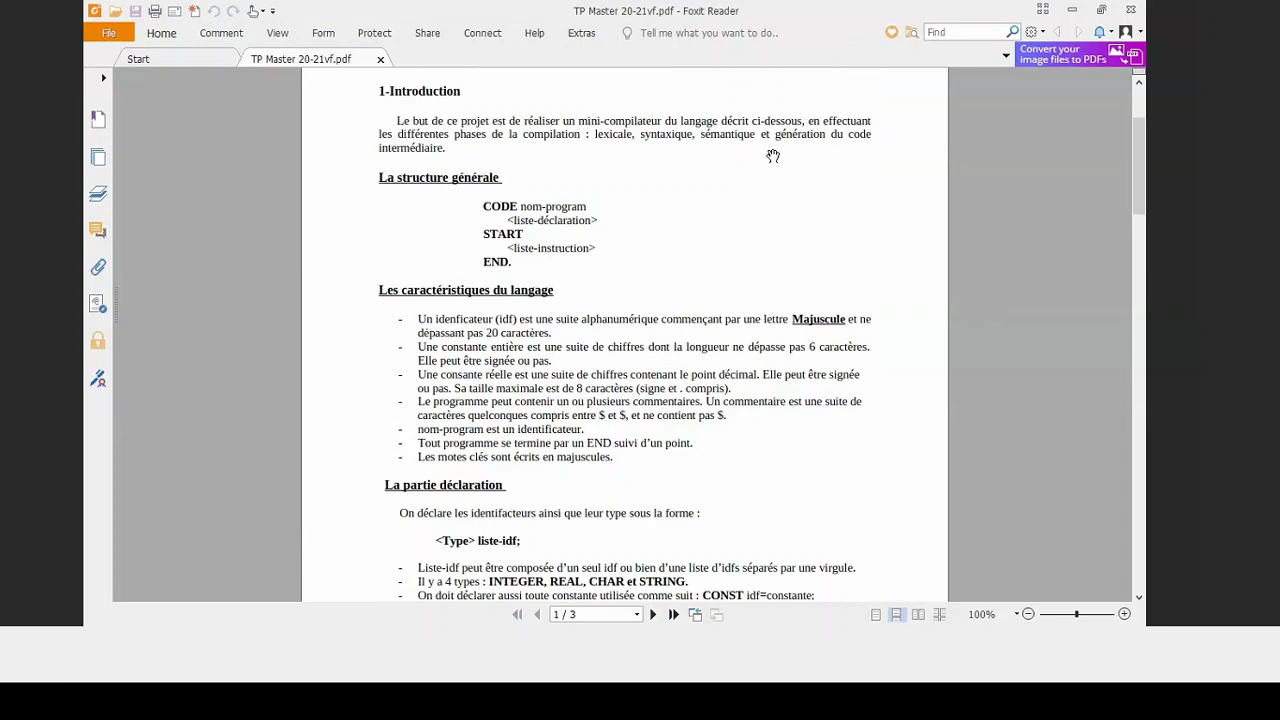 TP Master 20-21vf.pdf - Foxit Reader
File Home Comment View Form Protect Share Connect Help Extras Tell me what you want to do.. Find
Start TP Master 20-21vf.pdf
Convert your
image files to PDFs
1-Introduction
Le but de ce projet est de réaliser un mini-compilateur du langage décrit ci-dessous, en effectuant
les différentes phases de la compilation : lexicale, syntaxique, sémantique et génération du code
intermédiaire.
La structure générale
CODE nom-program
<liste-déclaration>
START
<liste-instruction>
END.
Les caractéristiques du langage
- Un idenficateur (idf) est une suite alphanumérique commençant par une lettre Majuscule et ne
dépassant pas 20 caractères.
- Une constante entière est une suite de chiffres dont la longueur ne dépasse pas 6 caractères.
Elle peut être signée ou pas.
- Une consante réelle est une suite de chiffres contenant le point décimal. Elle peut être signée
ou pas. Sa taille maximale est de 8 caractères (signe et . compris).
- Le programme peut contenir un ou plusieurs commentaires. Un commentaire est une suite de
caractères quelconques compris entre $ et $, et ne contient pas $.
- nom-program est un identificateur.
- Tout programme se termine par un END suivi d'un point.
- Les motes clés sont écrits en majuscules.
La partie déclaration
On déclare les identifacteurs ainsi que leur type sous la forme :
<Type> liste-idf;
- Liste-idf peut être composée d'un seul idf ou bien d'une liste d'idfs séparés par une virgule.
- Il y a 4 types : INTEGER, REAL, CHAR et STRING.
- On doit déclarer aussi toute constante utilisée comme suit : CONST idf=constante;
1 / 3
100%